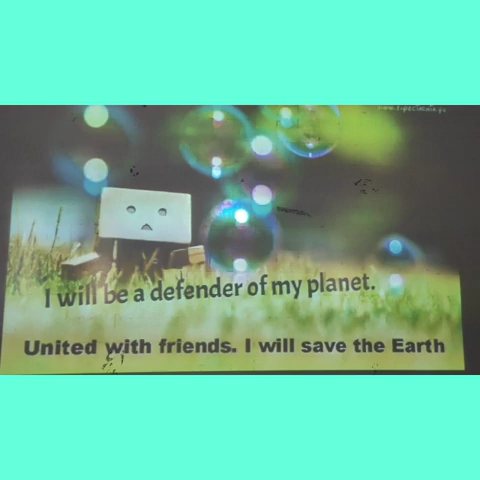 I will be a defender of my planet.
United with friends. I will save the Earth